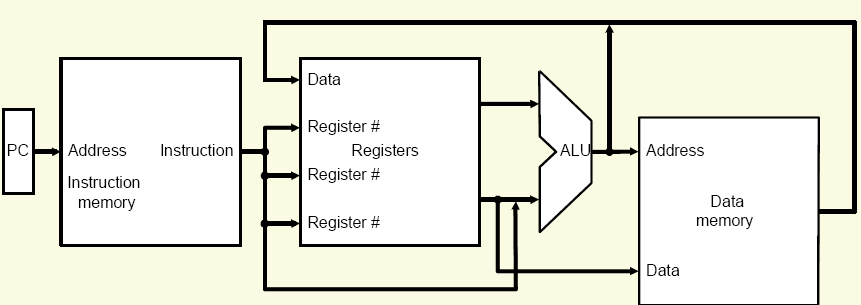 Data
Register #
PC
Address
Instruction
Registers
ALU
Address
Instruction
memory
Register #
Data
memory
Register #
Data